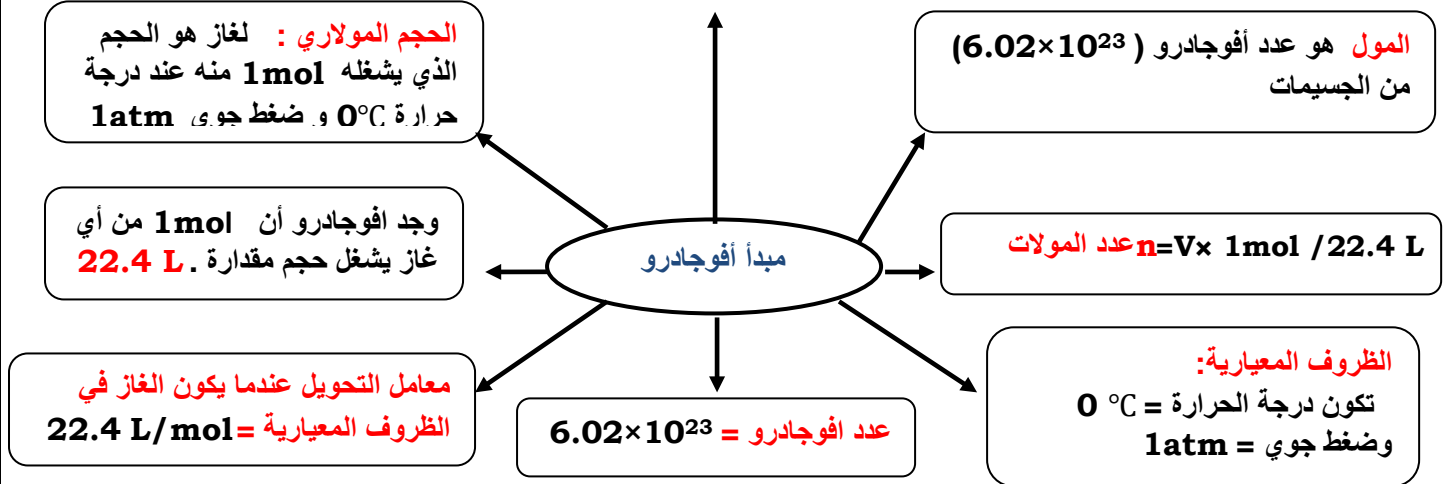 المول هو عدد أفوجادرو ( 6.02×10²³)
من الجسيمات
الحجم المولاري : لغاز هو الحجم
الذي يشغله 1mol منه عند درجة
حرارة 0°C و ضغط جوي 1atm
مبدأ أفوجادرو
عدد المولات n=V× 1mol /22.4 L
وجد افوجادرو أن 1mol من أي
غاز يشغل حجم مقدارة . 22.4 L
الظروف المعيارية:
تكون درجة الحرارة = 0 °C
وضغط جوي = 1atm
عدد افوجادرو = 6.02×10²³
معامل التحويل عندما يكون الغاز في
الظروف المعيارية = 22.4 L/mol